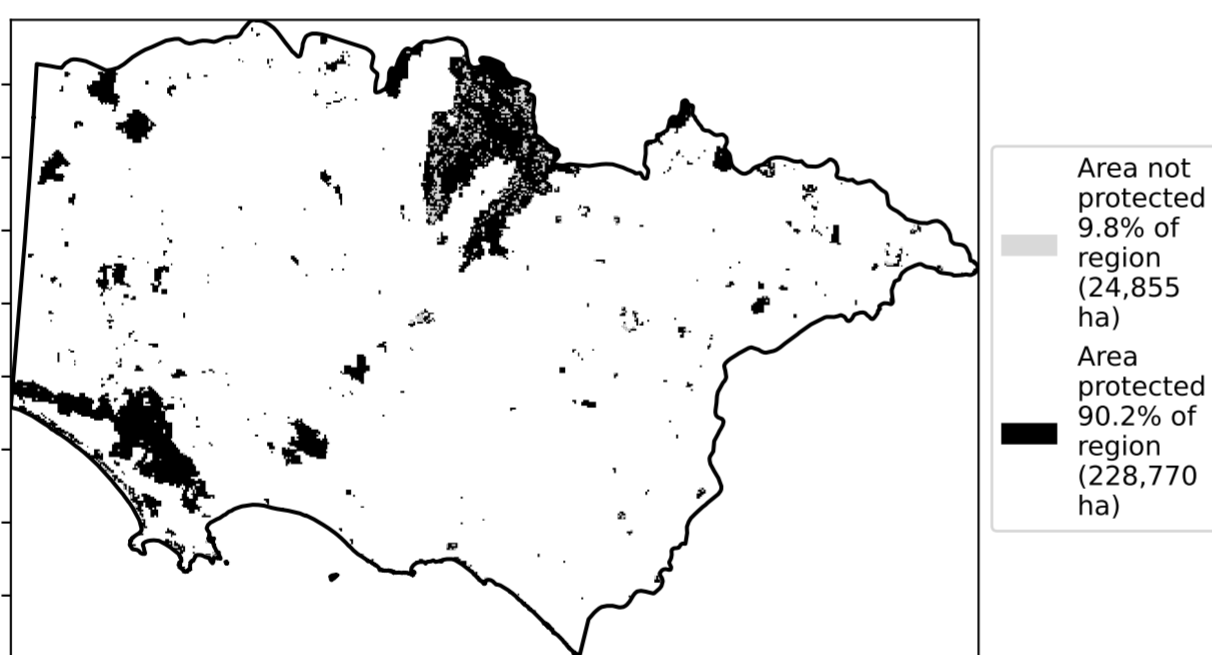 Area not
protected
9.8% of
region
(24,855
ha)
Area
protected
90.2% of
region
(228,770
ha)